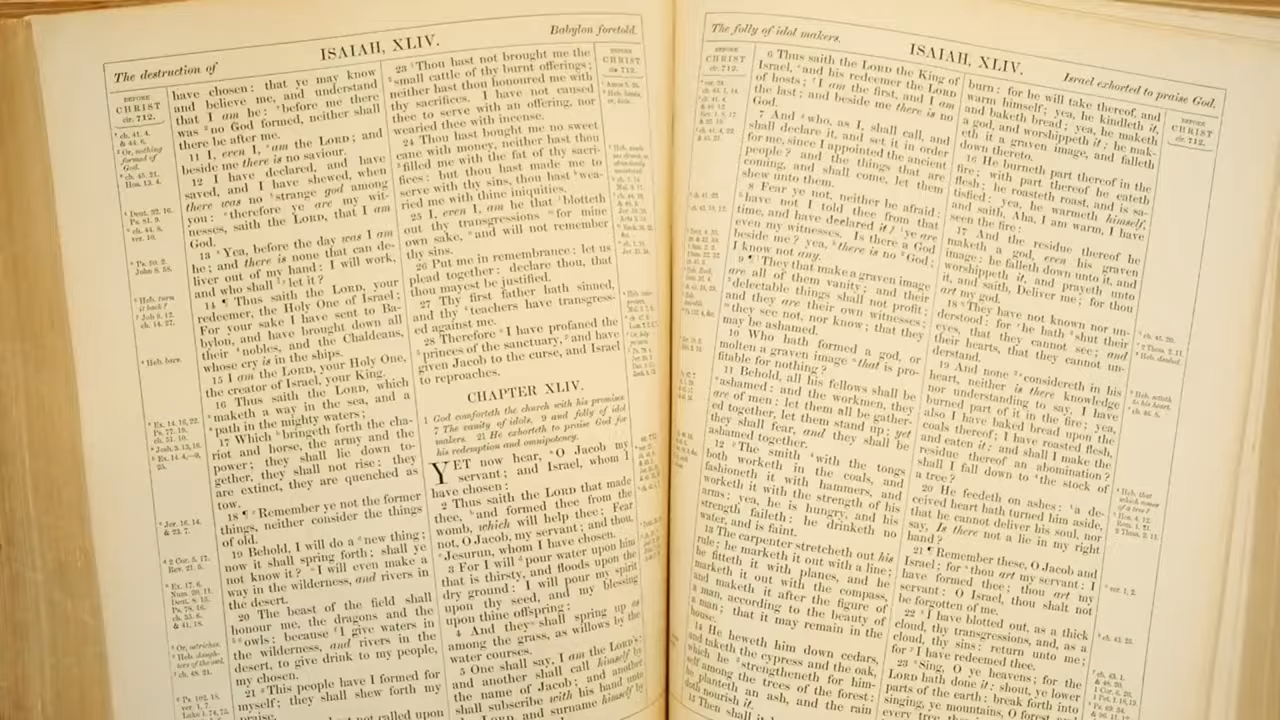 The destruction of
ISAIAH, XLIV.
Babylon foretold.
BEFORE
CHRIST
cir. 712.
have chosen: that ye may know
and believe me, and understand
that I am he: before me there
was no God formed, neither shall
there be after me.
11 I, even I, am the LORD; and
beside me there is no saviour.
12 I have declared, and have
saved, and I have shewed, when
there was no strange god among
you: therefore ye are my wit-
nesses, saith the LORD, that I am
God.
13 Yea, before the day was I am
he; and there is none that can de-
liver out of my hand: I will work,
and who shall let it?
14 ¶ Thus saith the LORD, your
redeemer, the Holy One of Israel;
For your sake I have sent to Ba-
bylon, and have brought down all
their nobles, and the Chaldeans,
whose cry is in the ships.
15 I am the LORD, your Holy One,
the creator of Israel, your King.
16 Thus saith the LORD, which
maketh a way in the sea, and a
path in the mighty waters;
17 Which bringeth forth the cha-
riot and horse, the army and the
power; they shall lie down to-
gether, they shall not rise: they
are extinct, they are quenched as
tow.
18 ¶ Remember ye not the former
things, neither consider the things
of old.
19 Behold, I will do a new thing;
now it shall spring forth; shall ye
not know it? I will even make a
way in the wilderness, and rivers in
the desert.
20 The beast of the field shall
honour me, the dragons and the
owls: because I give waters in
the wilderness, and rivers in the
desert, to give drink to my people,
my chosen.
21 This people have I formed for
myself; they shall shew forth my
praise.
not called upon
23 Thou hast not brought me the
small cattle of thy burnt offerings;
neither hast thou honoured me with
thy sacrifices. I have not caused
thee to serve with an offering, nor
wearied thee with incense.
24 Thou hast bought me no sweet
cane with money, neither hast thou
filled me with the fat of thy sacri-
fices: but thou hast made me to
serve with thy sins, thou hast wea-
ried me with thine iniquities.
25 I, even I, am he that blotteth
out thy transgressions for mine
own sake, and will not remember
thy sins.
26 Put me in remembrance: let us
plead together: declare thou, that
thou mayest be justified.
27 Thy first father hath sinned,
and thy teachers have transgress-
ed against me.
28 Therefore I have profaned the
princes of the sanctuary, and have
given Jacob to the curse, and Israel
to reproaches.
CHAPTER XLIV.
1 God comforteth the church with his promises
7 The vanity of idols, 9 and folly of idol
makers. 21 He exhorteth to praise God for
his redemption and omnipotency.
YET now hear, O Jacob my
servant; and Israel, whom I
have chosen:
2 Thus saith the LORD that made
thee, and formed thee from the
womb, which will help thee; Fear
not, O Jacob, my servant; and thou,
Jesurun, whom I have chosen.
3 For I will pour water upon him
that is thirsty, and floods upon the
dry ground: I will pour my spirit
upon thy seed, and my blessing
upon thine offspring:
4 And they shall spring up as
among the grass, as willows by the
water courses.
5 One shall say, I am the LORD'S;
and another shall call himself by
the name of Jacob; and another
shall subscribe with his hand unto
the LORD, and surname himself by
BEFORE
CHRIST
cir. 712.
The folly of idol makers.
ISAIAH, XLIV.
Israel exhorted to praise God.
BEFORE
CHRIST
cir. 712.
6 Thus saith the LORD the King of
Israel, and his redeemer the LORD
of hosts; I am the first, and I am
the last; and beside me there is no
God.
7 And who, as I, shall call, and
shall declare it, and set it in order
for me, since I appointed the ancient
people? and the things that are
coming, and shall come, let them
shew unto them.
8 Fear ye not, neither be afraid:
have not I told thee from that
time, and have declared it? ye are
even my witnesses. Is there a God
beside me? yea, there is no God;
I know not any.
9 ¶ They that make a graven image
are all of them vanity; and their
delectable things shall not profit;
and they are their own witnesses;
they see not, nor know; that they
may be ashamed.
10 Who hath formed a god, or
molten a graven image that is pro-
fitable for nothing?
11 Behold, all his fellows shall be
ashamed: and the workmen, they
are of men: let them all be gather-
ed together, let them stand up; yet
they shall fear, and they shall be
ashamed together.
12 The smith with the tongs
both worketh in the coals, and
fashioneth it with hammers, and
worketh it with the strength of his
arms: yea, he is hungry, and his
strength faileth: he drinketh no
water, and is faint.
13 The carpenter stretcheth out his
rule; he marketh it out with a line;
he fitteth it with planes, and he
marketh it out with the compass,
and maketh it after the figure of
a man, according to the beauty of
a man; that it may remain in the
house.
14 He heweth him down cedars,
and taketh the cypress and the oak,
which he strengtheneth for him-
self among the trees of the forest:
he planteth an ash, and the rain
doth nourish it.
15 Then shall it
burn: for he will take thereof, and
warm himself; yea, he kindleth it,
and baketh bread; yea, he maketh
a god, and worshippeth it; he mak-
eth it a graven image, and falleth
down thereto.
16 He burneth part thereof in the
fire; with part thereof he eateth
flesh; he roasteth roast, and is sa-
tisfied: yea, he warmeth himself,
and saith, Aha, I am warm, I have
seen the fire:
17 And the residue thereof he
maketh a god, even his graven
image: he falleth down unto it, and
worshippeth it, and prayeth unto
it, and saith, Deliver me; for thou
art my god.
18 They have not known nor un-
derstood: for he hath shut their
eyes, that they cannot see; and
their hearts, that they cannot un-
derstand.
19 And none considereth in his
heart, neither is there knowledge
nor understanding to say, I have
burned part of it in the fire; yea,
also I have baked bread upon the
coals thereof; I have roasted flesh,
and eaten it: and shall I make the
residue thereof an abomination?
shall I fall down to the stock of
a tree?
20 He feedeth on ashes: a de-
ceived heart hath turned him aside,
that he cannot deliver his soul, nor
say, Is there not a lie in my right
hand?
21 ¶ Remember these, O Jacob and
Israel; for thou art my servant: I
have formed thee; thou art my
servant: O Israel, thou shalt not
be forgotten of me.
22 I have blotted out, as a thick
cloud, thy transgressions, and, as a
cloud, thy sins: return unto me;
for I have redeemed thee.
23 Sing, O ye heavens; for the
LORD hath done it: shout, ye lower
parts of the earth: break forth into
singing, ye mountains, O forest, and
every tree